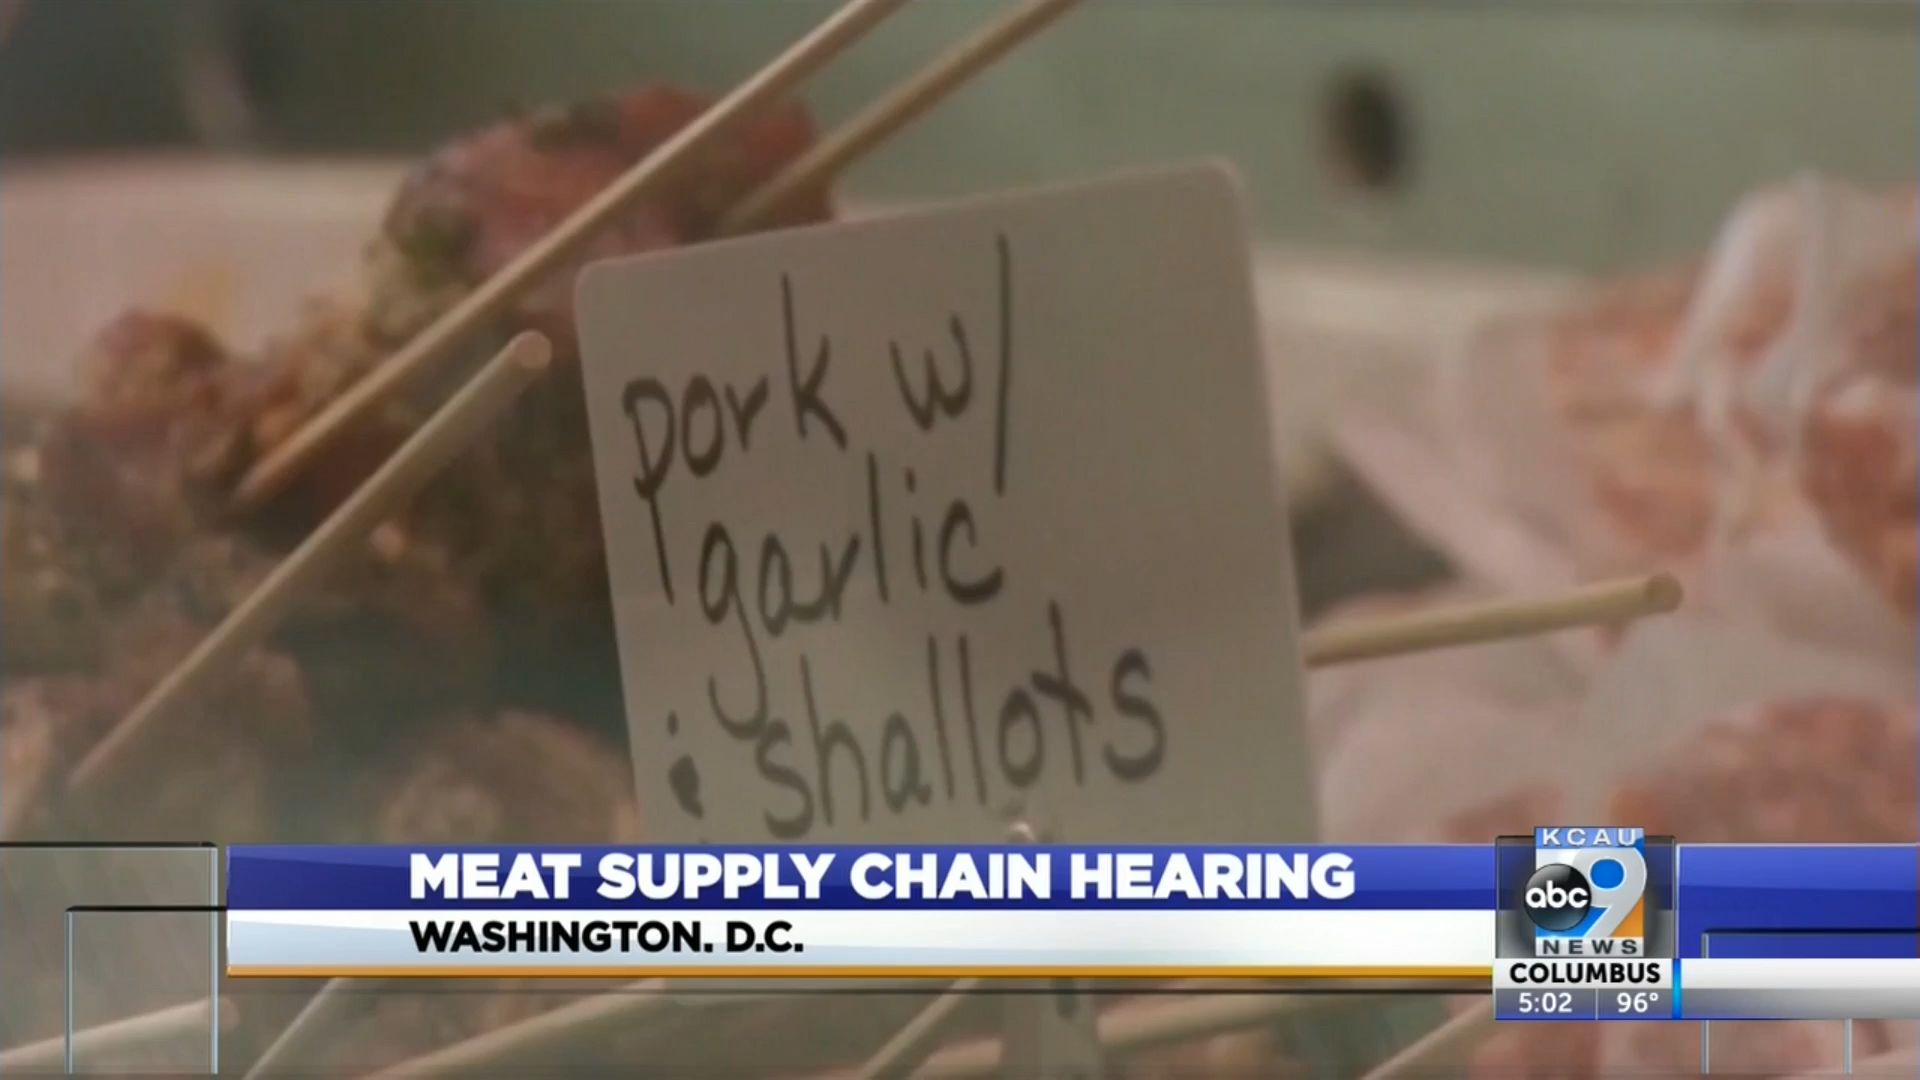 pork w/
garlic
shallots
MEAT SUPPLY CHAIN HEARING
WASHINGTON, D.C.
KCAU
abc 9
NEWS
COLUMBUS
5:02 96°